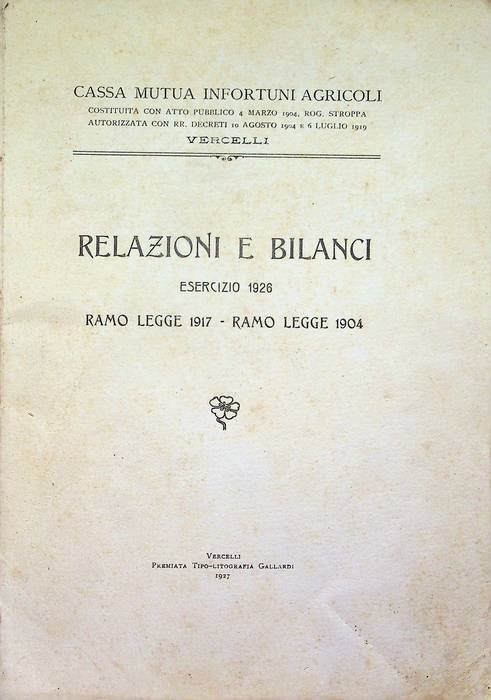 CASSA MUTUA INFORTUNI AGRICOLI
COSTITUITA CON ATTO PUBBLICO 4 MARZO 1904, ROG. STROPPA
AUTORIZZATA CON RR. DECRETI 10 AGOSTO 1904 E 6 LUGLIO 1919
VERCELLI
RELAZIONI E BILANCI
ESERCIZIO 1926
RAMO LEGGE 1917 - RAMO LEGGE 1904
VERCELLI
PREMIATA TIPO-LITOGRAFIA GALLARDI
1927